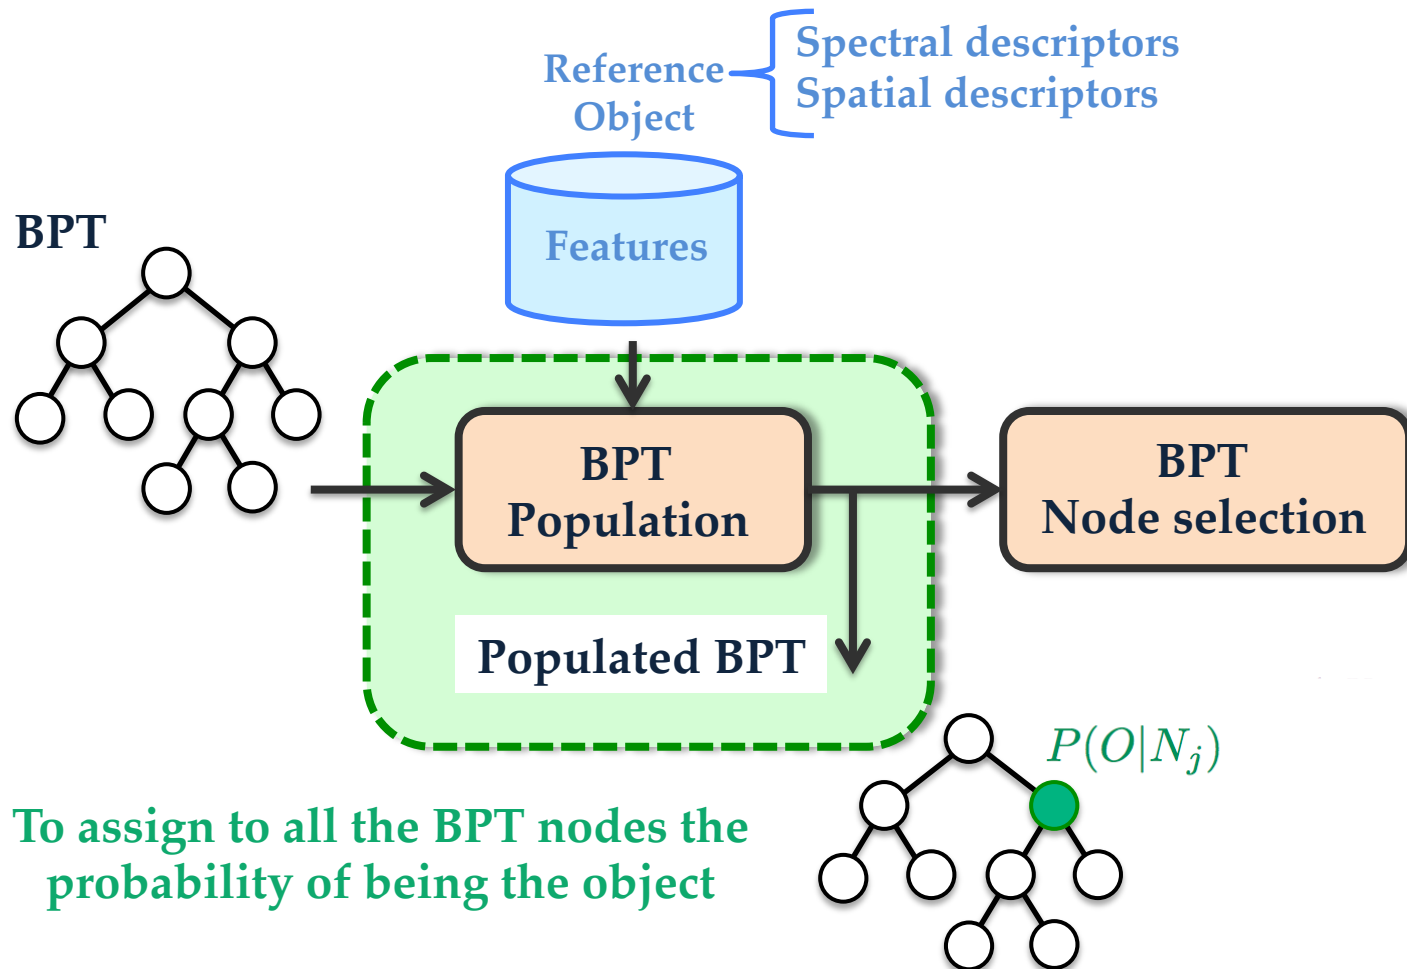 Spectral descriptors
Reference
Spatial descriptors
Object
BPT
Features
BPT
Population
BPT
Node selection
Populated BPT
P(O|N_j)
To assign to all the BPT nodes the
probability of being the object